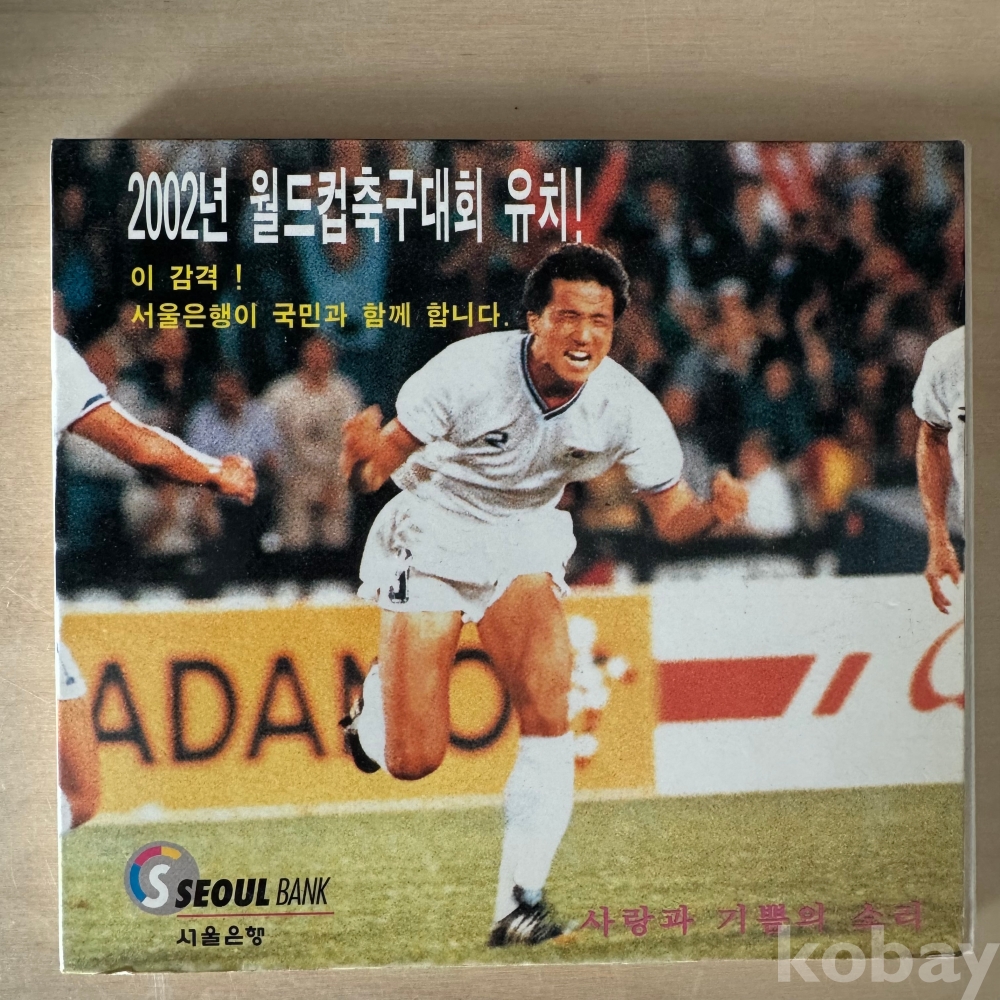 2002년 월드컵축구대회 유치!
이 감격 !
서울은행이 국민과 함께 합니다.
ADANO
S SEOUL BANK
서울은행
사랑과 기쁨의 소리
kobay